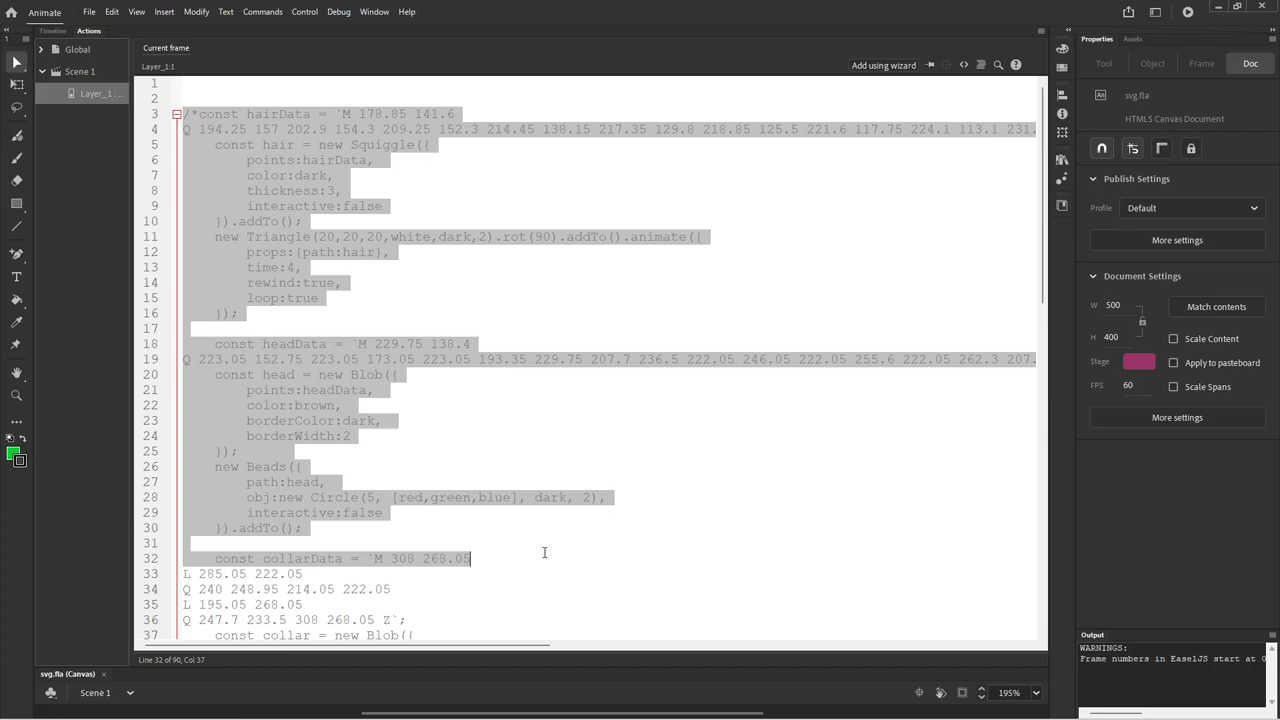 Animate File Edit View Insert Modify Text Commands Control Debug Window Help
Timeline Actions
Properties Assets
1
Global
Scene 1
Layer_1 :...
Current frame
Layer_1:1
Add using wizard
Tool Object Frame Doc
svg.fla
HTML5 Canvas Document
Publish Settings
Profile Default
More settings
Document Settings
W 500
Match contents
H 400
Scale Content
Stage
Apply to pasteboard
FPS 60
Scale Spans
More settings
1
2
3 /*const hairData = `M 178.85 141.6
4 Q 194.25 157 202.9 154.3 209.25 152.3 214.45 138.15 217.35 129.8 218.85 125.5 221.6 117.75 224.1 113.1 231.
5 const hair = new Squiggle({
6 points:hairData,
7 color:dark,
8 thickness:3,
9 interactive:false
10 }).addTo();
11 new Triangle(20,20,20,white,dark,2).rot(90).addTo().animate({
12 props:{path:hair},
13 time:4,
14 rewind:true,
15 loop:true
16 });
17
18 const headData = `M 229.75 138.4
19 Q 223.05 152.75 223.05 173.05 223.05 193.35 229.75 207.7 236.5 222.05 246.05 222.05 255.6 222.05 262.3 207.
20 const head = new Blob({
21 points:headData,
22 color:brown,
23 borderColor:dark,
24 borderWidth:2
25 });
26 new Beads({
27 path:head,
28 obj:new Circle(5, [red,green,blue], dark, 2),
29 interactive:false
30 }).addTo();
31
32 const collarData = `M 308 268.05
33 L 285.05 222.05
34 Q 240 248.95 214.05 222.05
35 L 195.05 268.05
36 Q 247.7 233.5 308 268.05 Z`;
37 const collar = new Blob({
Line 32 of 90, Col 37
svg.fla (Canvas) ×
Scene 1
195%
Output
WARNINGS:
Frame numbers in EaselJS start at 0